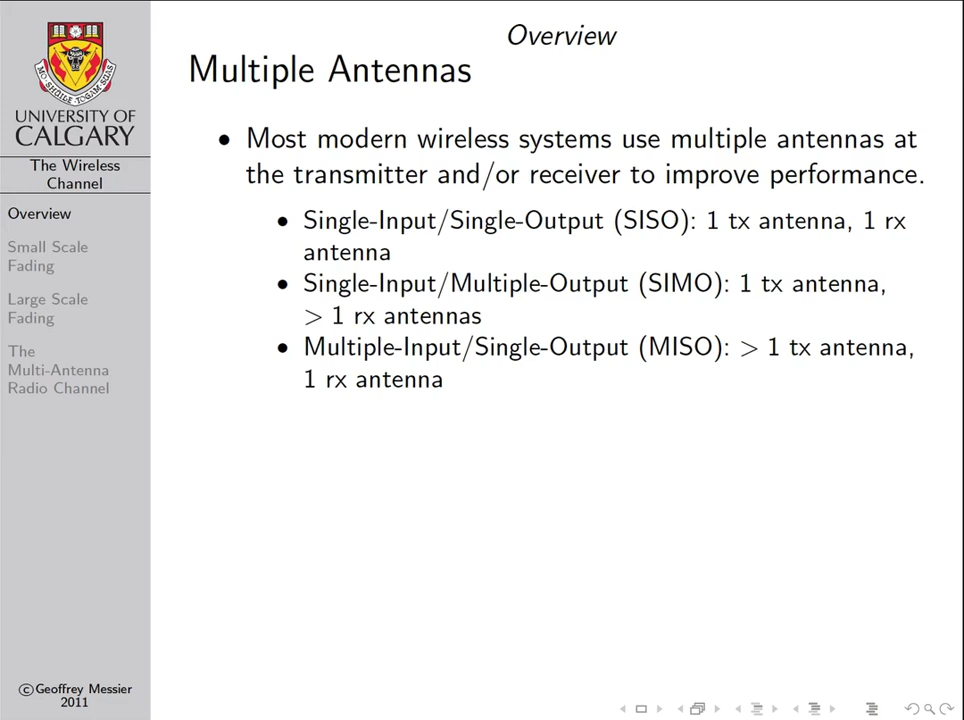 UNIVERSITY OF
CALGARY
The Wireless
Channel
Overview
Small Scale
Fading
Large Scale
Fading
The
Multi-Antenna
Radio Channel
©Geoffrey Messier
2011
Overview
Multiple Antennas
• Most modern wireless systems use multiple antennas at
the transmitter and/or receiver to improve performance.
• Single-Input/Single-Output (SISO): 1 tx antenna, 1 rx
antenna
• Single-Input/Multiple-Output (SIMO): 1 tx antenna,
> 1 rx antennas
• Multiple-Input/Single-Output (MISO): > 1 tx antenna,
1 rx antenna